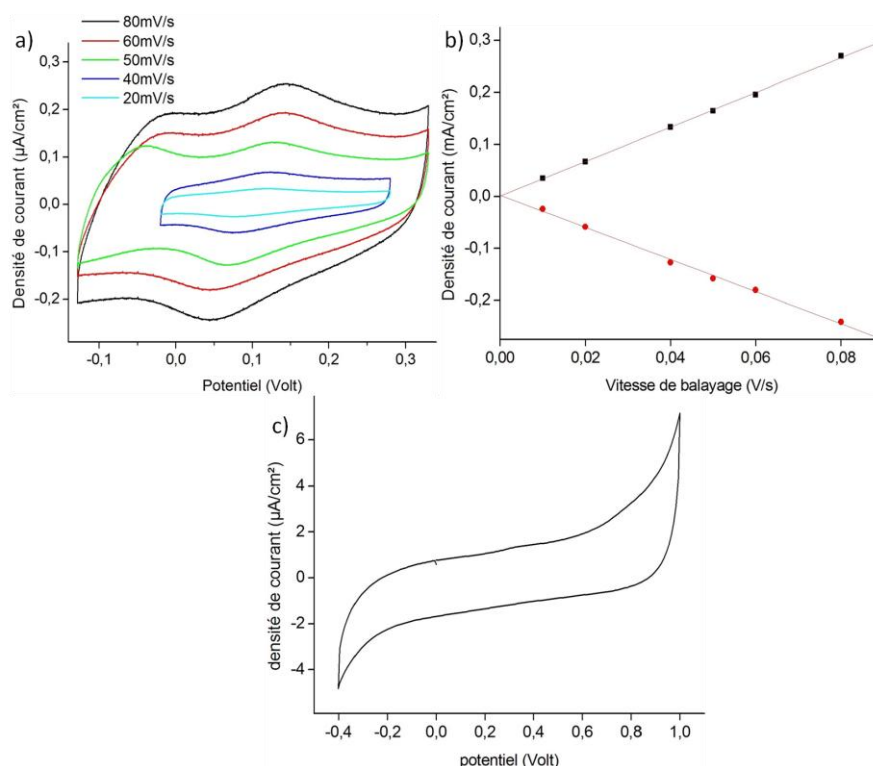 a)
80mV/s
60mV/s
50mV/s
40mV/s
20mV/s
0,3
0,2
0,1
0,0
-0,1
-0,2
Densité de courant (µA/cm²)
-0,1 0,0 0,1 0,2 0,3
Potentiel (Volt)
b)
0,3
0,2
0,1
0,0
-0,1
-0,2
Densité de courant (mA/cm²)
0,00 0,02 0,04 0,06 0,08
Vitesse de balayage (V/s)
c)
6
4
2
0
-2
-4
densité de courant (µA/cm²)
-0,4 -0,2 0,0 0,2 0,4 0,6 0,8 1,0
potentiel (Volt)